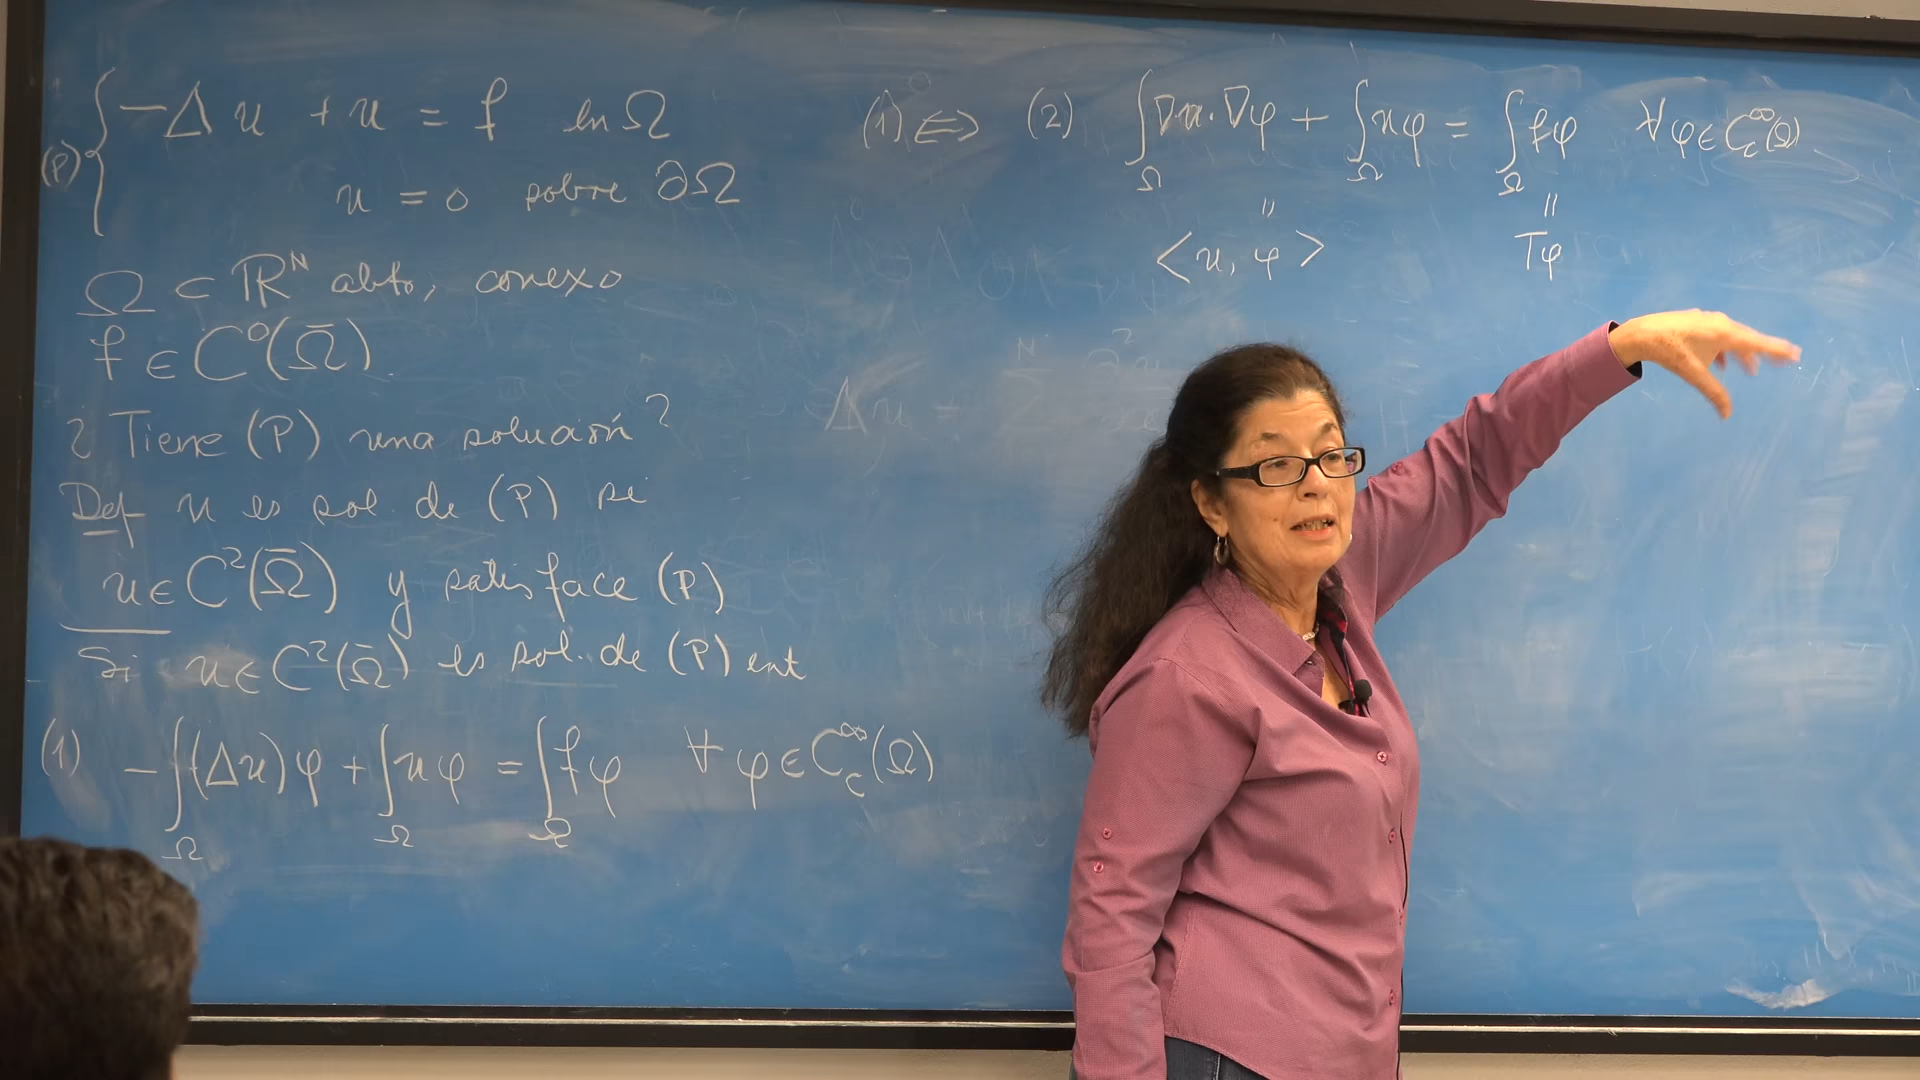 (P) { -Δu + u = f en Ω
u = 0 sobre ∂Ω
Ω ⊂ ℝᴺ abto, conexo
f ∈ C⁰(Ω̄).
¿Tiene (P) una solución?
Def u es sol. de (P) si
u ∈ C²(Ω̄) y satisface (P)
Si u ∈ C²(Ω̄) es sol. de (P) ent
(1) -∫_Ω (Δu)φ + ∫_Ω uφ = ∫_Ω fφ ∀ φ ∈ C_c^∞(Ω)
(1) ⟺ (2) ∫_Ω ∇u·∇φ + ∫_Ω uφ = ∫_Ω fφ ∀ φ ∈ C_c^∞(Ω)
= =
<u, φ> Tφ
Δu =